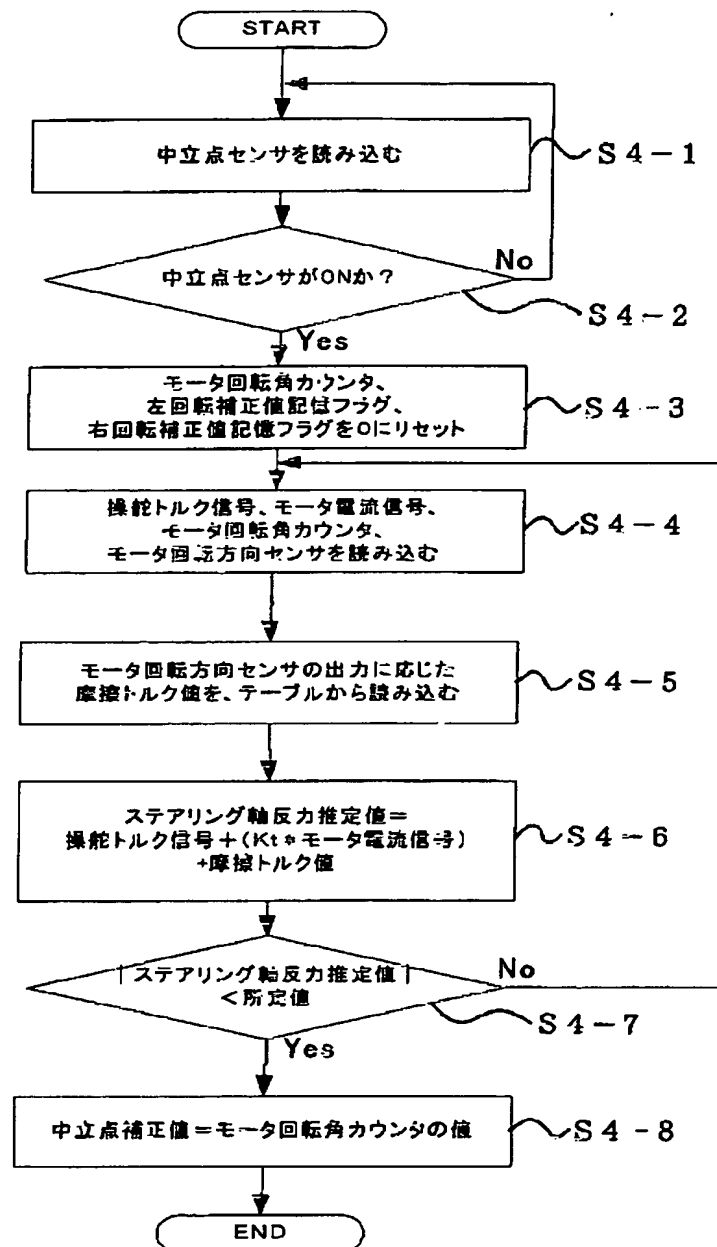 START
中立点センサを読み込む
S4-1
中立点センサがONか？
No
S4-2
Yes
モータ回転角カウンタ、
左回転補正値記憶フラグ、
右回転補正値記憶フラグを0にリセット
S4-3
操舵トルク信号、モータ電流信号、
モータ回転角カウンタ、
モータ回転方向センサを読み込む
S4-4
モータ回転方向センサの出力に応じた
摩擦トルク値を、テーブルから読み込む
S4-5
ステアリング軸反力推定値＝
操舵トルク信号＋(Kt*モータ電流信号)
+摩擦トルク値
S4-6
|ステアリング軸反力推定値|
＜所定値
No
S4-7
Yes
中立点補正値＝モータ回転角カウンタの値
S4-8
END